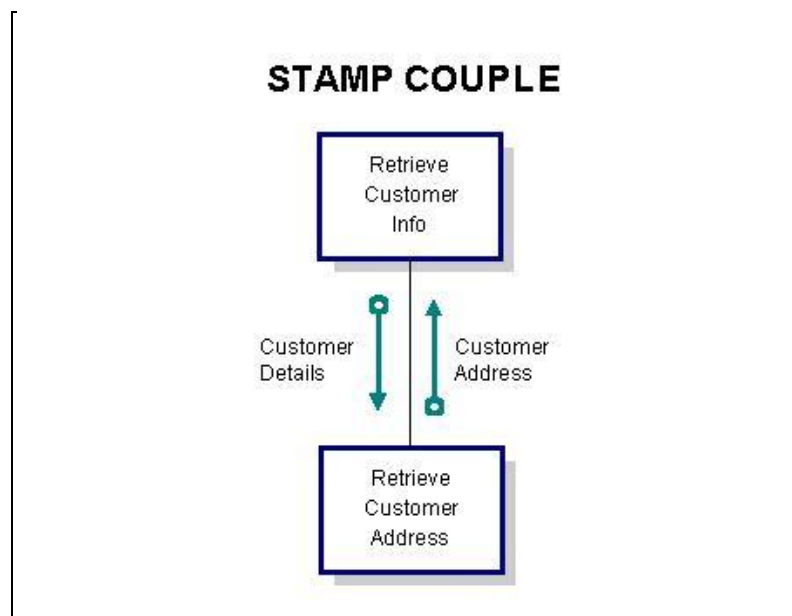 STAMP COUPLE
Retrieve
Customer
Info
Customer
Details
Customer
Address
Retrieve
Customer
Address